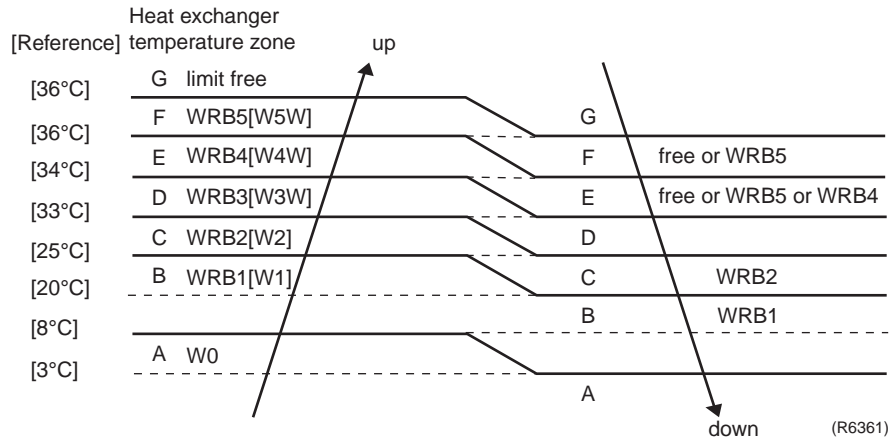 Heat exchanger
[Reference] temperature zone up
[36°C] G limit free
[36°C] F WRB5[W5W] G
[34°C] E WRB4[W4W] F free or WRB5
[33°C] D WRB3[W3W] E free or WRB5 or WRB4
[25°C] C WRB2[W2] D
[20°C] B WRB1[W1] C WRB2
[8°C] B WRB1
[3°C] A W0
A
down (R6361)